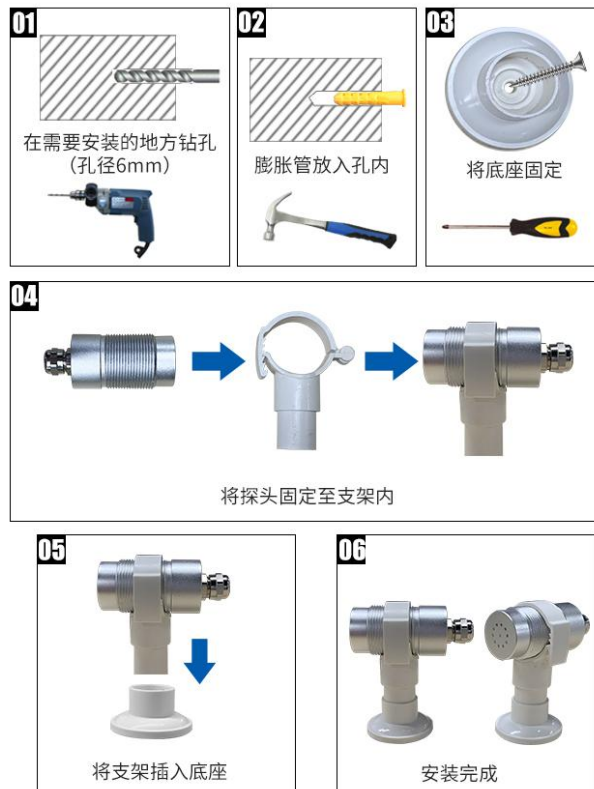 01
在需要安装的地方钻孔
（孔径6mm）
02
膨胀管放入孔内
03
将底座固定
04
将探头固定至支架内
05
将支架插入底座
06
安装完成